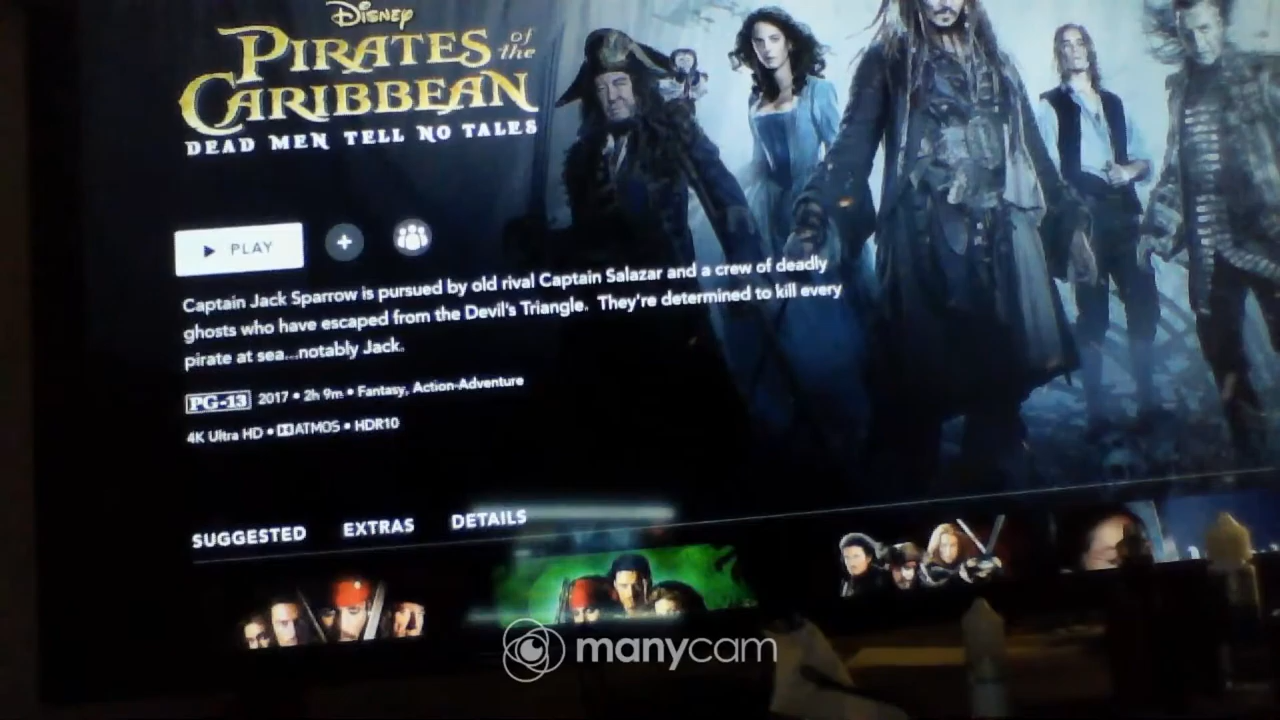 DISNEY
PIRATES of the
CARIBBEAN
DEAD MEN TELL NO TALES
PLAY
Captain Jack Sparrow is pursued by old rival Captain Salazar and a crew of deadly
ghosts who have escaped from the Devil's Triangle. They're determined to kill every
pirate at sea...notably Jack.
PG-13 2017 • 2h 9m • Fantasy, Action-Adventure
4K Ultra HD • ATMOS • HDR10
SUGGESTED EXTRAS DETAILS
manycam